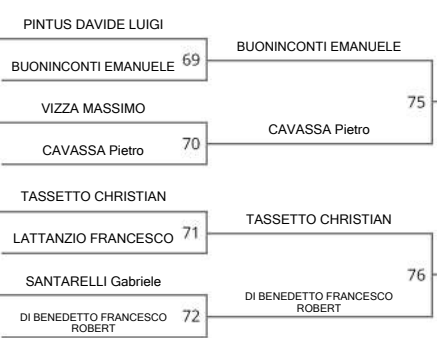 PINTUS DAVIDE LUIGI
BUONINCONTI EMANUELE 69
BUONINCONTI EMANUELE
VIZZA MASSIMO
CAVASSA Pietro 70
CAVASSA Pietro
75
TASSETTO CHRISTIAN
LATTANZIO FRANCESCO 71
TASSETTO CHRISTIAN
SANTARELLI Gabriele
DI BENEDETTO FRANCESCO
ROBERT
72
DI BENEDETTO FRANCESCO
ROBERT
76